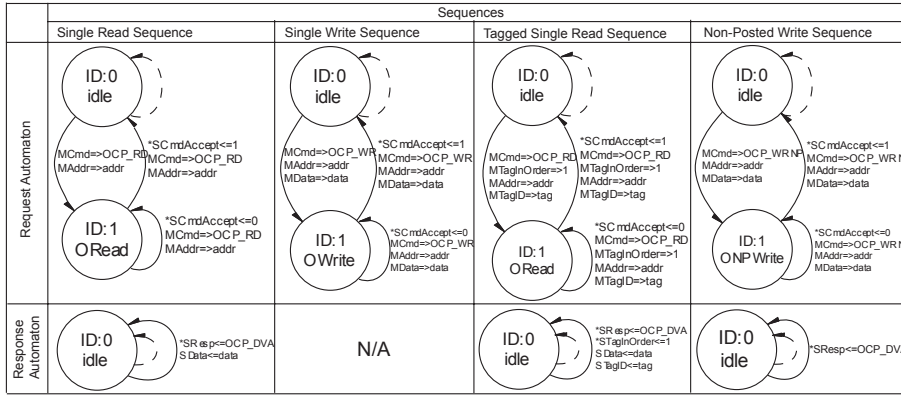 Sequences
Single Read Sequence
Single Write Sequence
Tagged Single Read Sequence
Non-Posted Write Sequence
Request Automaton
ID:0
idle
MCmd=>OCP_RD
MAddr=>addr
*SCmdAccept<=1
MCmd=>OCP_RD
MAddr=>addr
ID:1
ORead
*SCmdAccept<=0
MCmd=>OCP_RD
MAddr=>addr
ID:0
idle
MCmd=>OCP_WR
MAddr=>addr
MData=>data
*SCmdAccept<=1
MCmd=>OCP_WR
MAddr=>addr
MData=>data
ID:1
OWrite
*SCmdAccept<=0
MCmd=>OCP_WR
MAddr=>addr
MData=>data
ID:0
idle
MCmd=>OCP_RD
MTagInOrder=>1
MAddr=>addr
MTagID=>tag
*SCmdAccept<=1
MCmd=>OCP_RD
MTagInOrder=>1
MAddr=>addr
MTagID=>tag
ID:1
ORead
*SCmdAccept<=0
MCmd=>OCP_RD
MTagInOrder=>1
MAddr=>addr
MTagID=>tag
ID:0
idle
MCmd=>OCP_WRNP
MAddr=>addr
MData=>data
*SCmdAccept<=1
MCmd=>OCP_WRN
MAddr=>addr
MData=>data
ID:1
ONPWrite
*SCmdAccept<=0
MCmd=>OCP_WRN
MAddr=>addr
MData=>data
Response
Automaton
ID:0
idle
*SResp<=OCP_DVA
SData<=data
N/A
ID:0
idle
*SResp<=OCP_DVA
*STagInOrder<=1
SData<=data
STagID<=tag
ID:0
idle
*SResp<=OCP_DVA